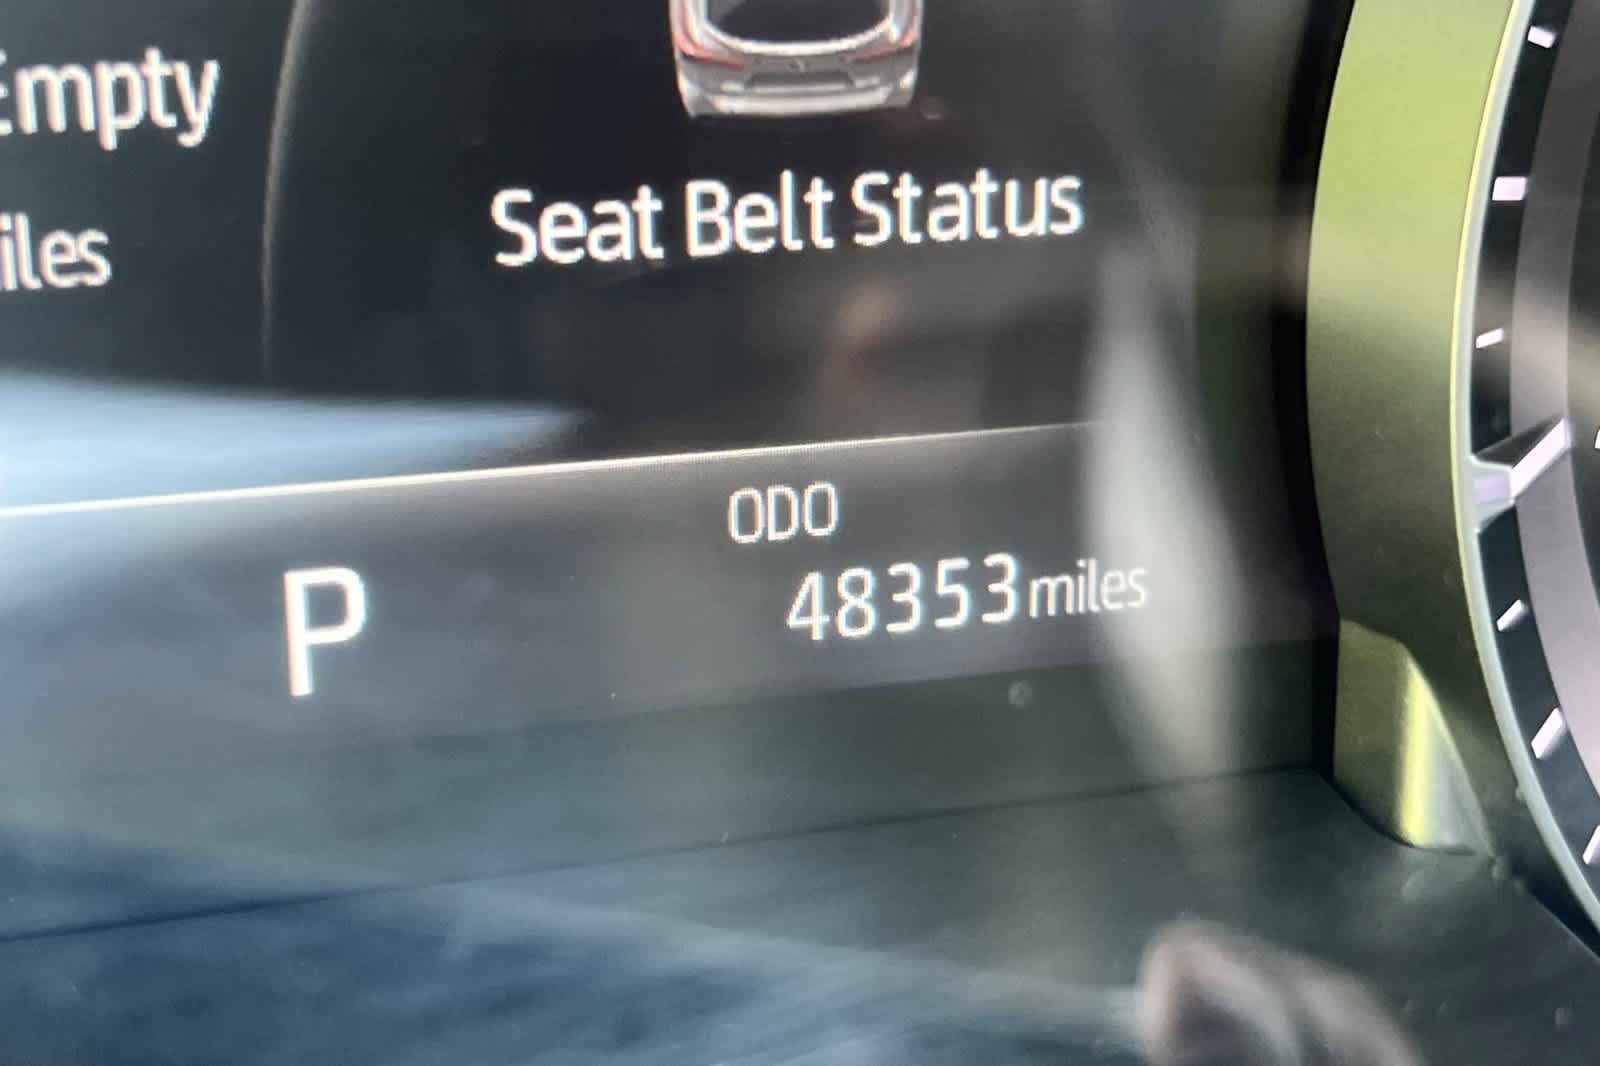 Empty
iles
Seat Belt Status
ODO
P
48353 miles